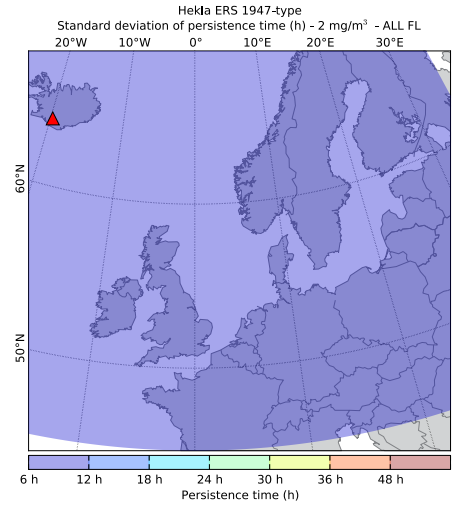 Hekla ERS 1947-type
Standard deviation of persistence time (h) - 2 mg/m³ - ALL FL
20°W 10°W 0° 10°E 20°E 30°E
60°N
50°N
6 h 12 h 18 h 24 h 30 h 36 h 48 h
Persistence time (h)